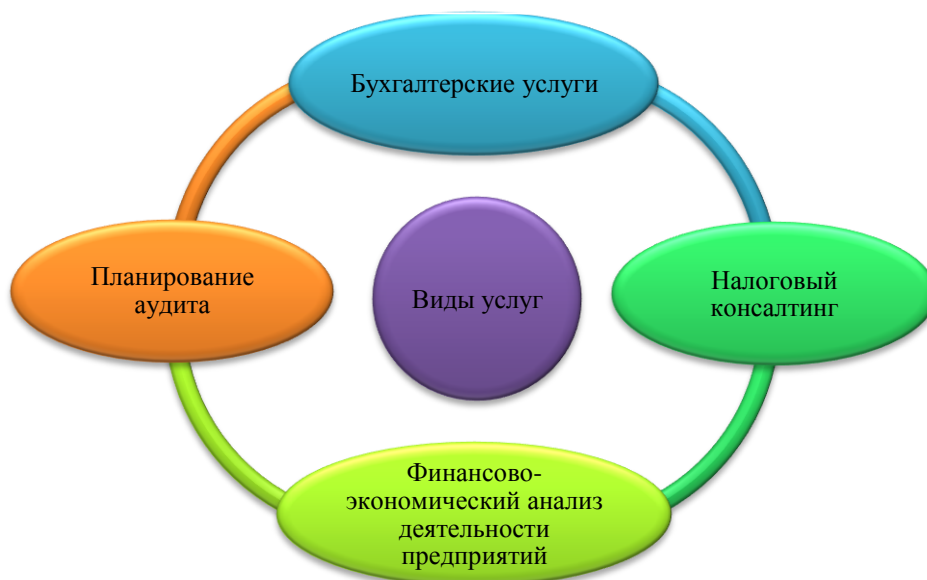 Бухгалтерские услуги
Планирование
аудита
Виды услуг
Налоговый
консалтинг
Финансово-
экономический анализ
деятельности
предприятий